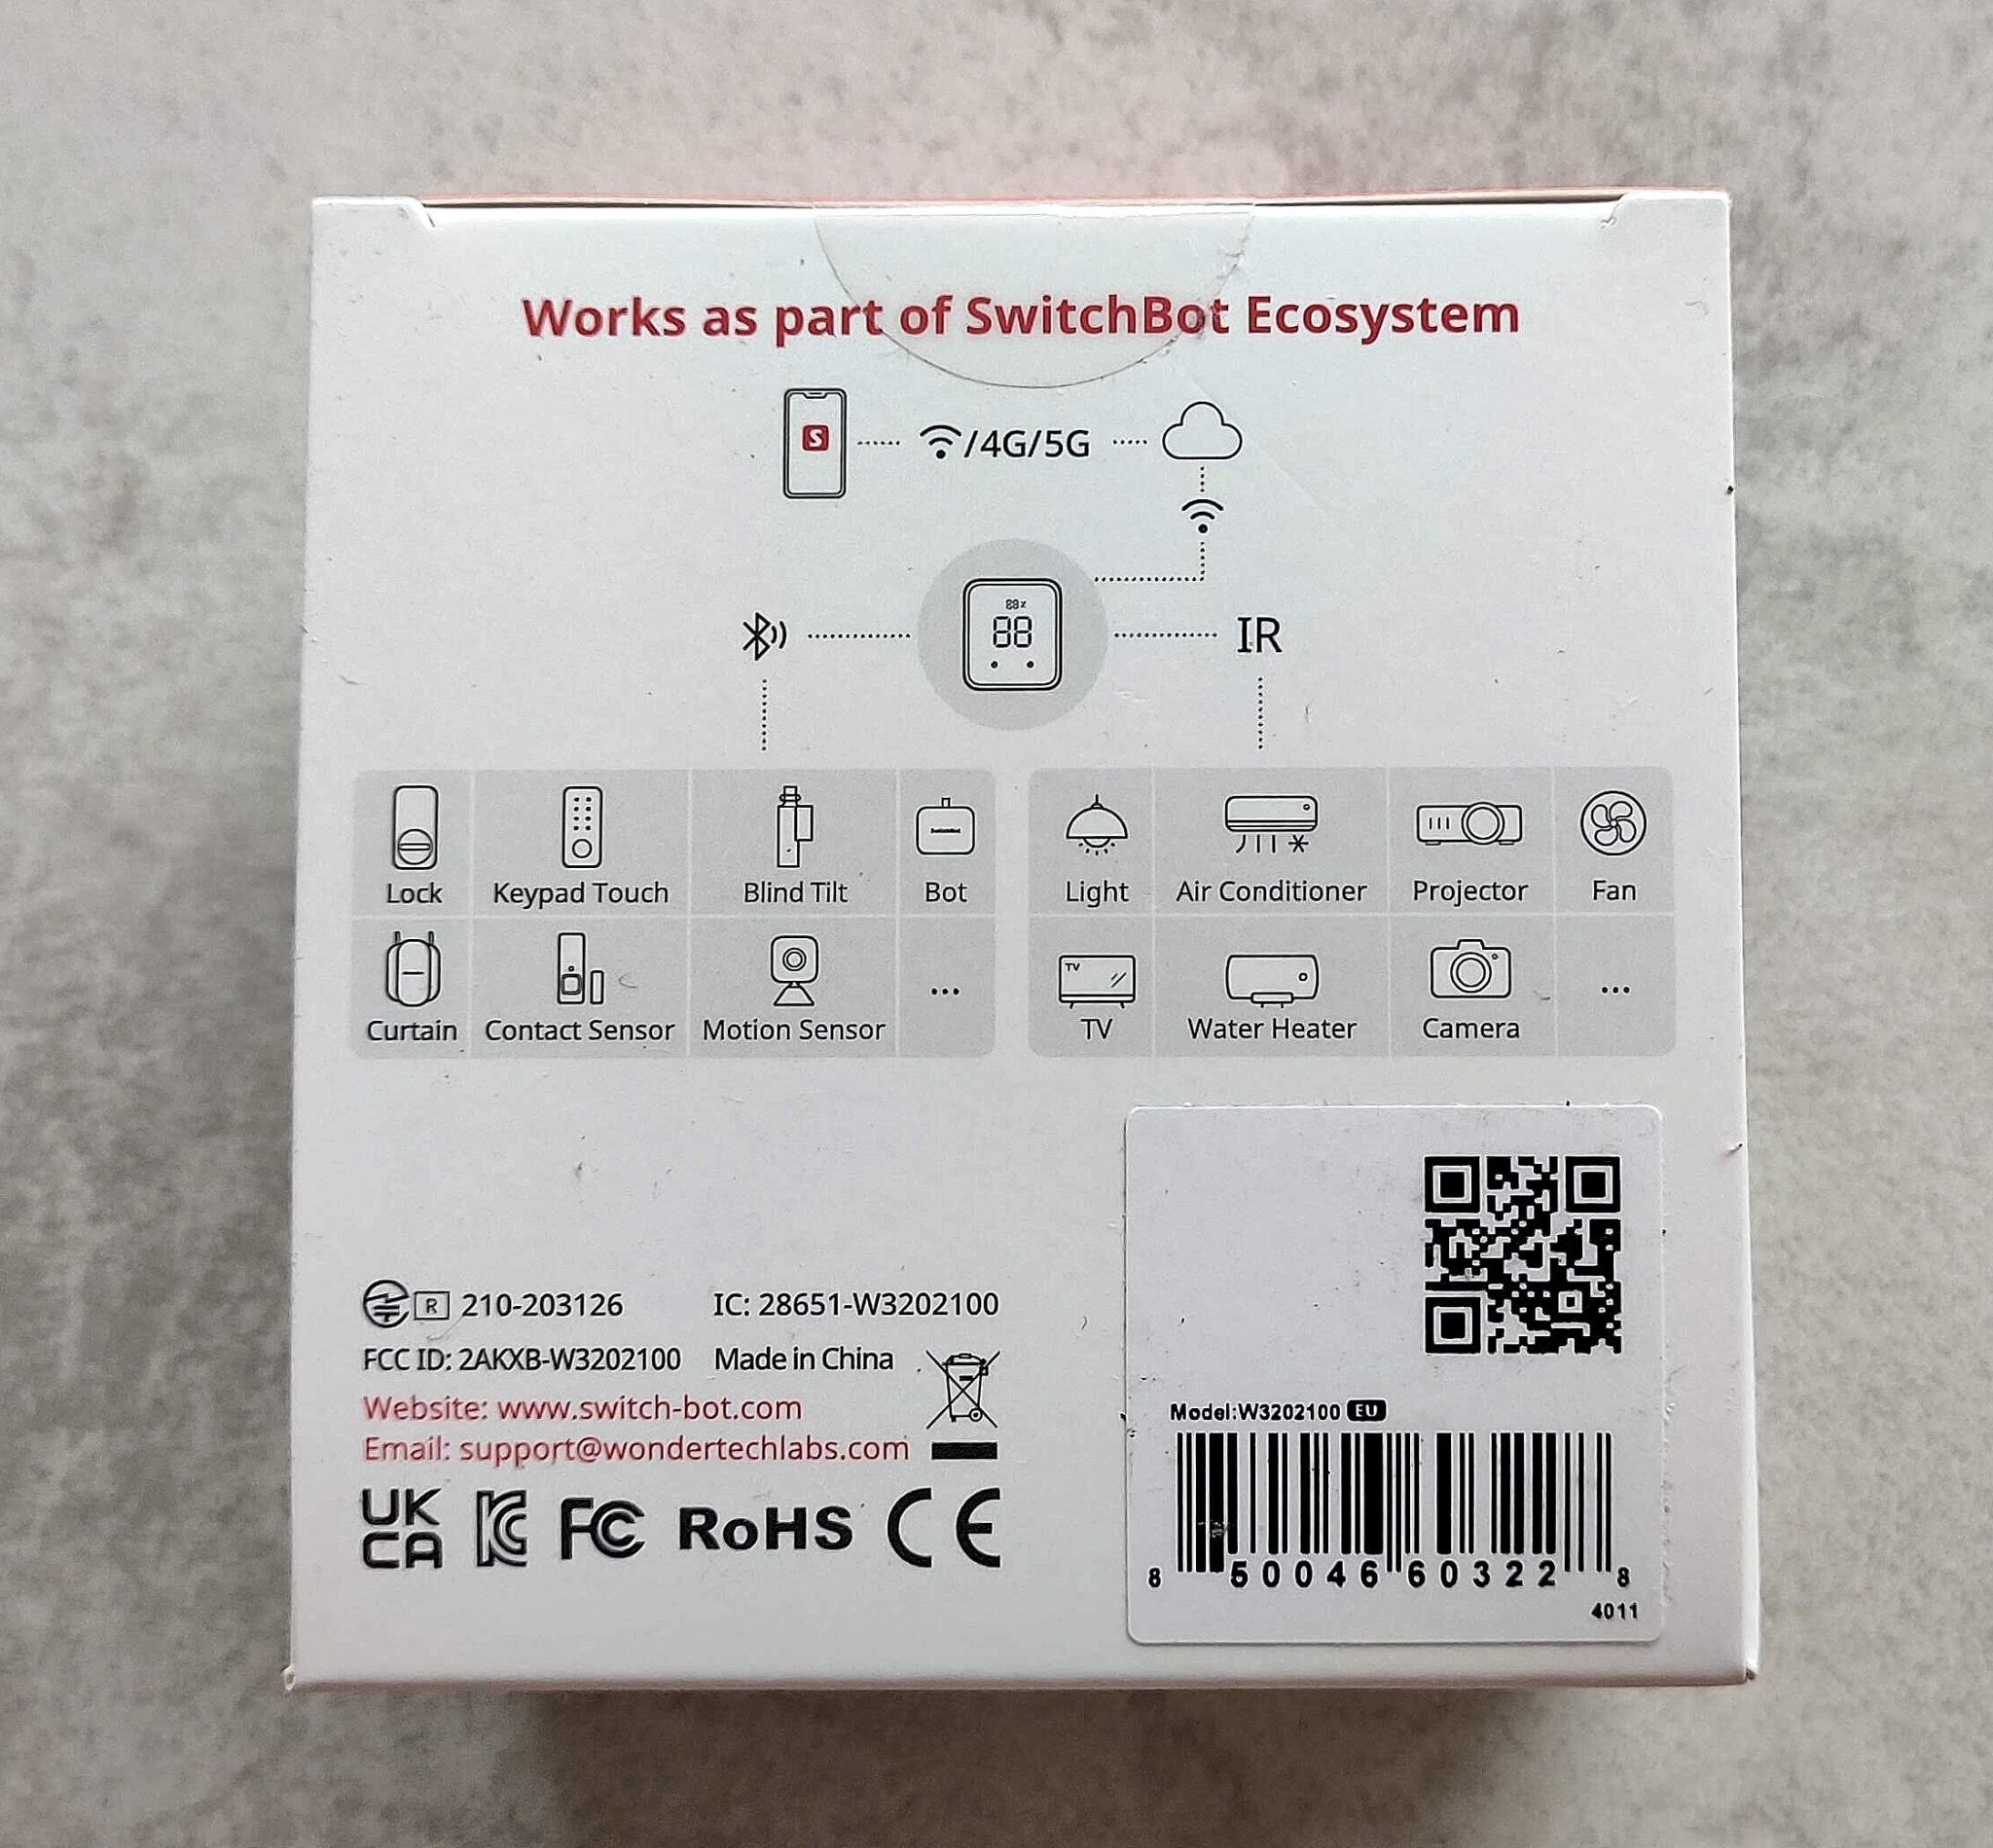 Works as part of SwitchBot Ecosystem
S
/4G/5G
88%
88
IR
Lock Keypad Touch Blind Tilt Bot
SwitchBot
Light Air Conditioner Projector Fan
Curtain Contact Sensor Motion Sensor ...
TV
TV Water Heater Camera ...
R 210-203126 IC: 28651-W3202100
FCC ID: 2AKXB-W3202100 Made in China
Website: www.switch-bot.com
Email: support@wondertechlabs.com
UK CA KC FC RoHS CE
Model:W3202100 EU
8 50046 60322 8
4011